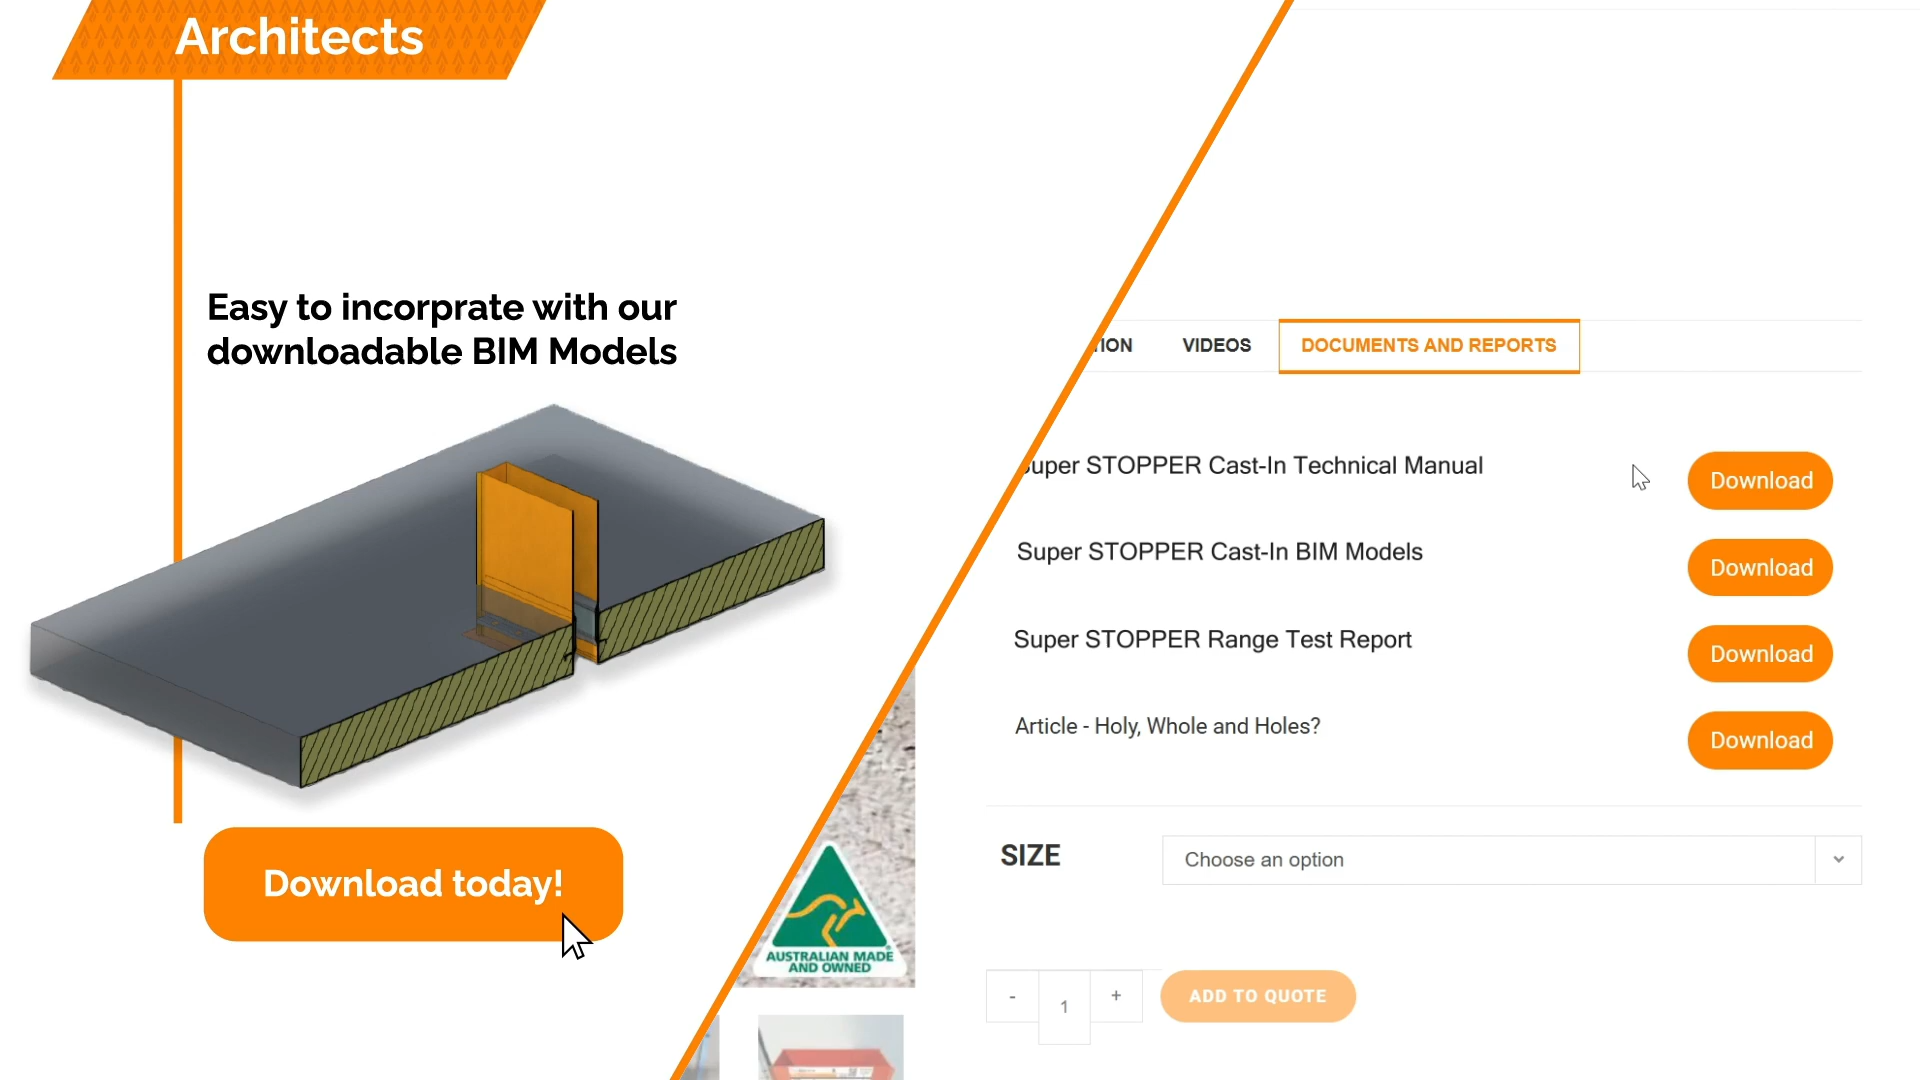 Architects
Easy to incorprate with our
downloadable BIM Models
Download today!
VIDEOS
DOCUMENTS AND REPORTS
Super STOPPER Cast-In Technical Manual
Download
Super STOPPER Cast-In BIM Models
Download
Super STOPPER Range Test Report
Download
Article - Holy, Whole and Holes?
Download
SIZE
Choose an option
- 1 +
ADD TO QUOTE
AUSTRALIAN MADE
AND OWNED